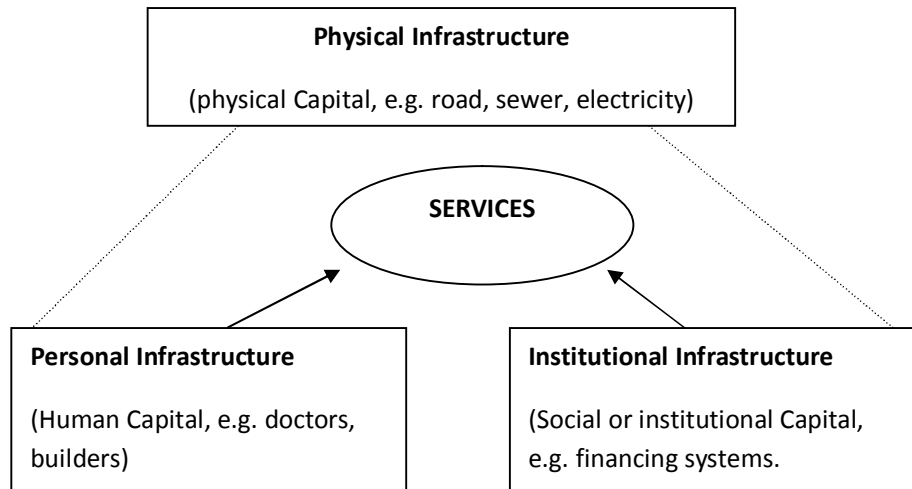 Physical Infrastructure
(physical Capital, e.g. road, sewer, electricity)
SERVICES
Personal Infrastructure
(Human Capital, e.g. doctors,
builders)
Institutional Infrastructure
(Social or institutional Capital,
e.g. financing systems.